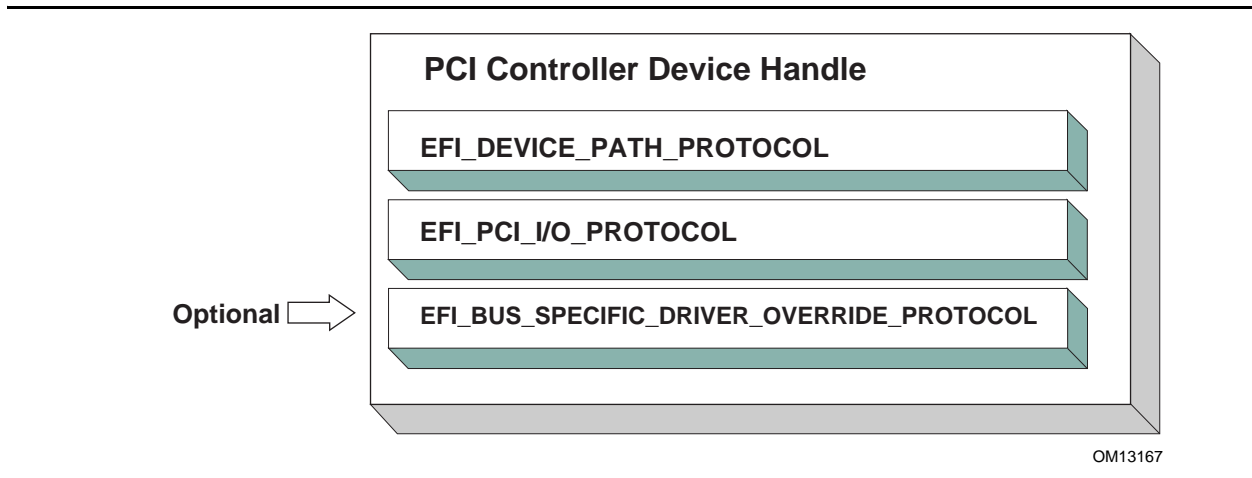 PCI Controller Device Handle
EFI_DEVICE_PATH_PROTOCOL
EFI_PCI_I/O_PROTOCOL
Optional
EFI_BUS_SPECIFIC_DRIVER_OVERRIDE_PROTOCOL
OM13167